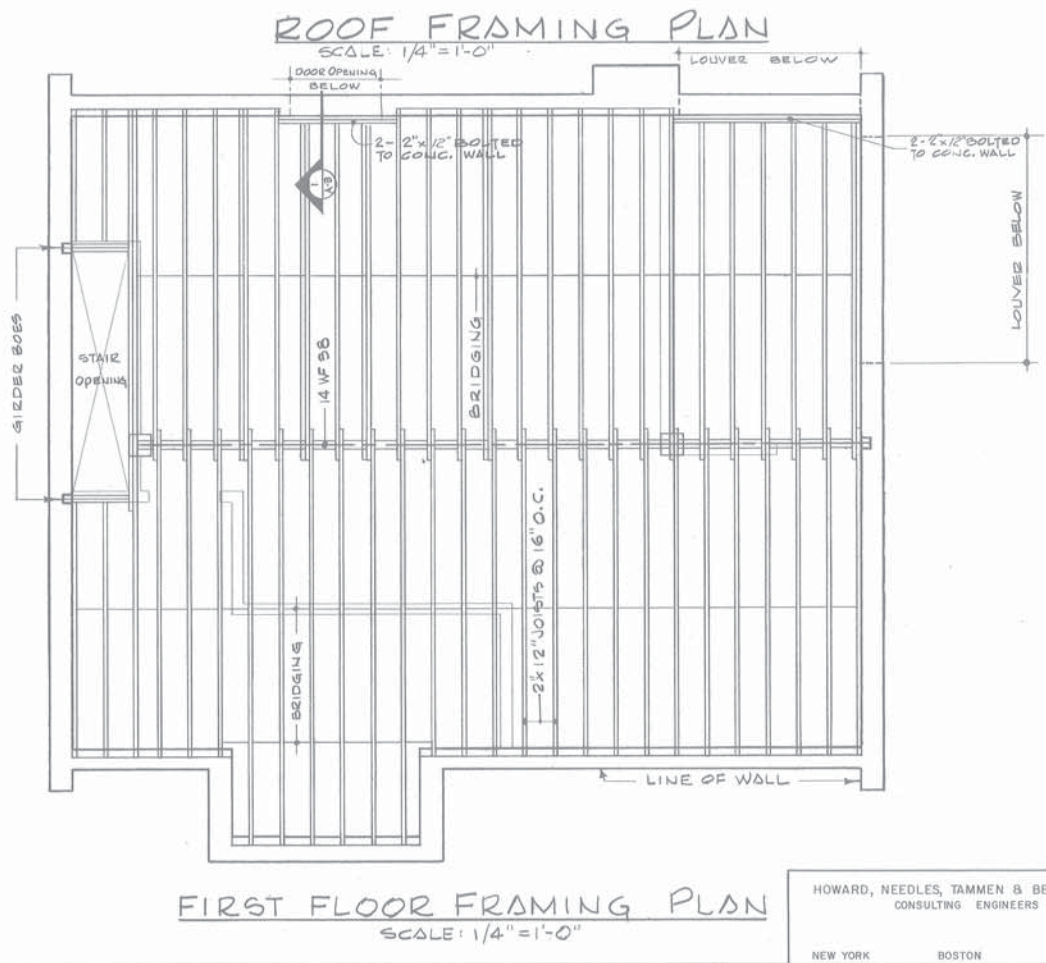 ROOF FRAMING PLAN
SCALE: 1/4"=1'-0"
DOOR OPENING
BELOW
LOUVER BELOW
2-2"x12" BOLTED
TO CONC. WALL
2-2"x12" BOLTED
TO CONC. WALL
1
A-B
LOUVER BELOW
GIRDER BOES
STAIR
OPENING
14 WF 38
BRIDGING
2"x12" JOISTS @ 16" O.C.
BRIDGING
LINE OF WALL
FIRST FLOOR FRAMING PLAN
SCALE: 1/4"=1'-0"
HOWARD, NEEDLES, TAMMEN & BE
CONSULTING ENGINEERS
NEW YORK BOSTON